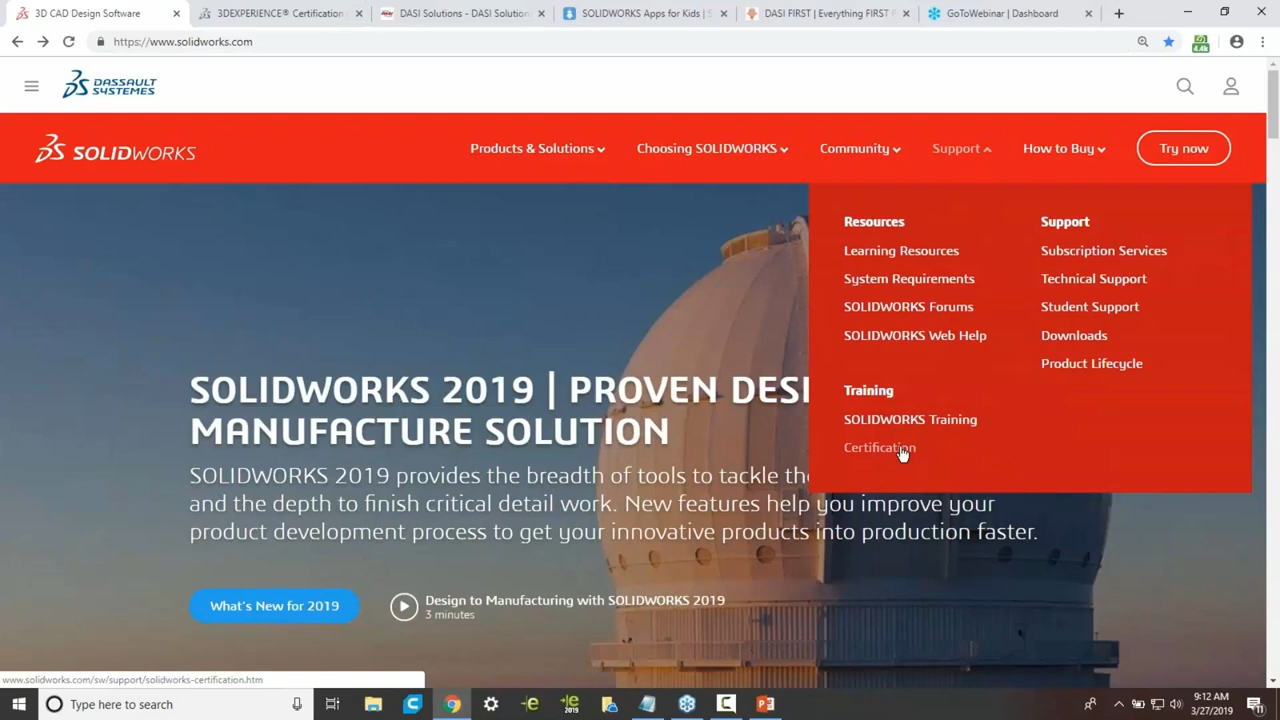 3D CAD Design Software
3DEXPERIENCE® Certification
DASI Solutions - DASI Solution
SOLIDWORKS Apps for Kids | S
DASI FIRST | Everything FIRST F
GoToWebinar | Dashboard
https://www.solidworks.com
4.4k
DASSAULT
SYSTEMES
SOLIDWORKS
Products & Solutions
Choosing SOLIDWORKS
Community
Support
How to Buy
Try now
Resources
Learning Resources
System Requirements
SOLIDWORKS Forums
SOLIDWORKS Web Help
Training
SOLIDWORKS Training
Certification
Support
Subscription Services
Technical Support
Student Support
Downloads
Product Lifecycle
SOLIDWORKS 2019 | PROVEN DESI
MANUFACTURE SOLUTION
SOLIDWORKS 2019 provides the breadth of tools to tackle the
and the depth to finish critical detail work. New features help you improve your
product development process to get your innovative products into production faster.
What's New for 2019
Design to Manufacturing with SOLIDWORKS 2019
3 minutes
www.solidworks.com/sw/support/solidworks-certification.htm
Type here to search
2019
9:12 AM
3/27/2019